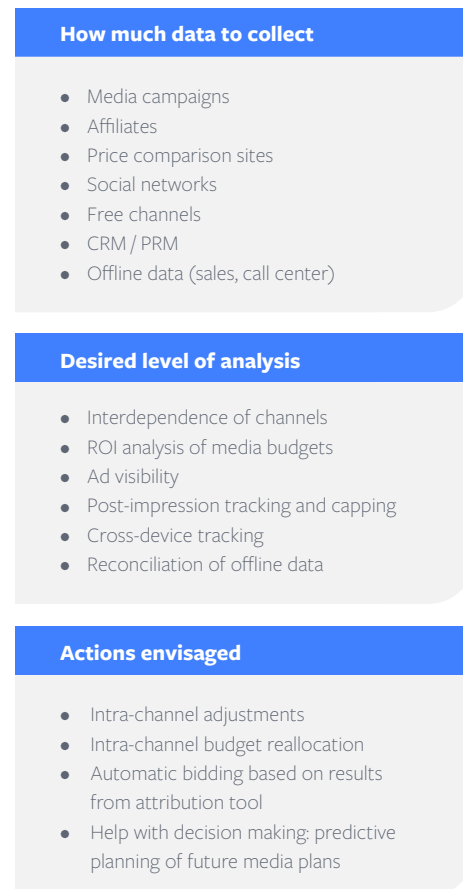 How much data to collect
● Media campaigns
● Affiliates
● Price comparison sites
● Social networks
● Free channels
● CRM / PRM
● Offline data (sales, call center)
Desired level of analysis
● Interdependence of channels
● ROI analysis of media budgets
● Ad visibility
● Post-impression tracking and capping
● Cross-device tracking
● Reconciliation of offline data
Actions envisaged
● Intra-channel adjustments
● Intra-channel budget reallocation
● Automatic bidding based on results
from attribution tool
● Help with decision making: predictive
planning of future media plans